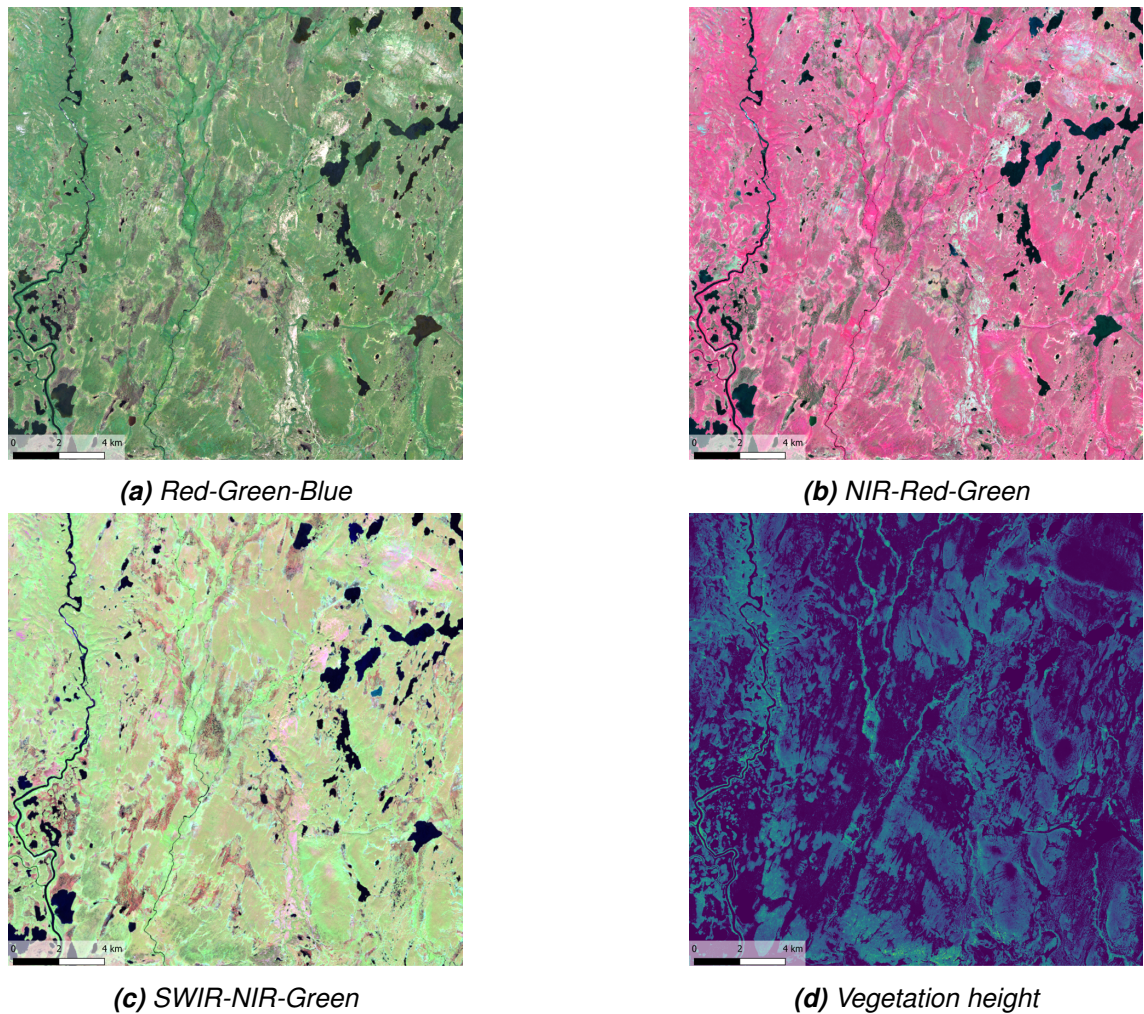 0 2 4 km
0 2 4 km
(a) Red-Green-Blue
(b) NIR-Red-Green
0 2 4 km
0 2 4 km
(c) SWIR-NIR-Green
(d) Vegetation height